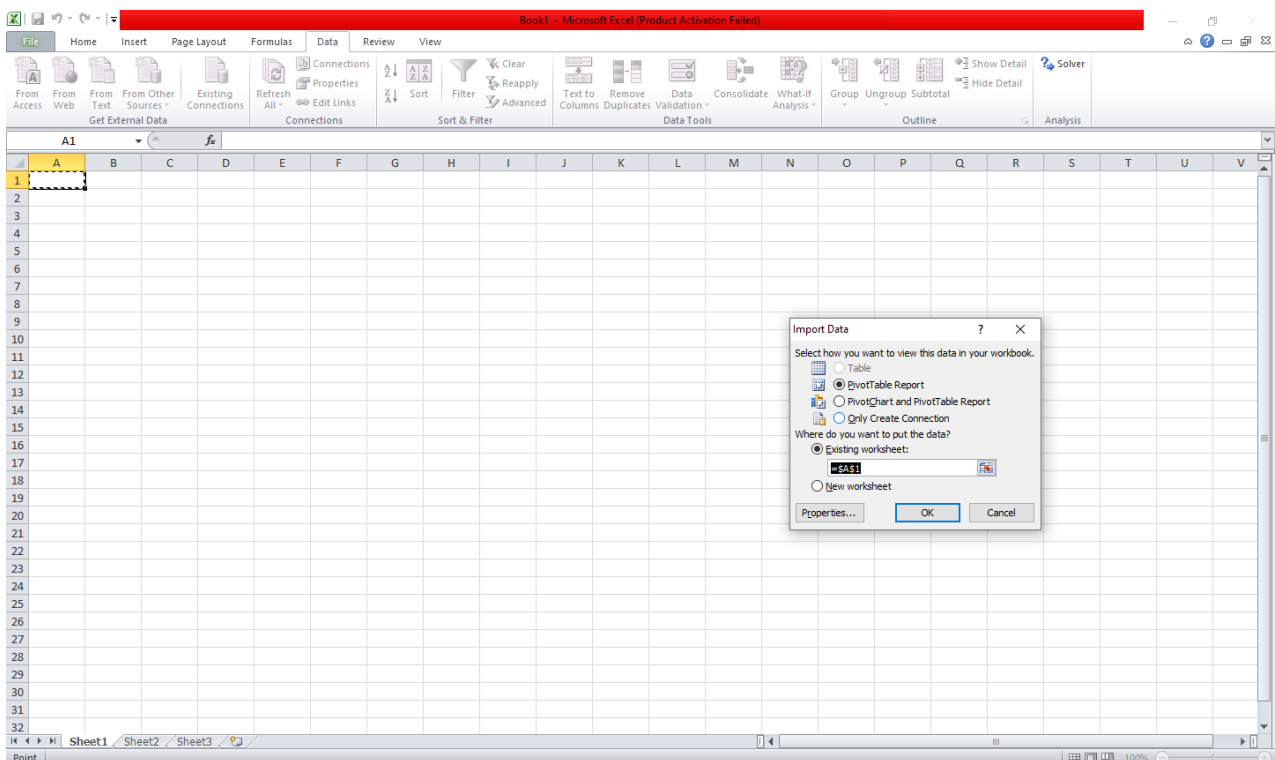 Book1 - Microsoft Excel (Product Activation Failed)
File Home Insert Page Layout Formulas Data Review View
From Access
From Web
From Text
From Other Sources
Existing Connections
Get External Data
Refresh All
Connections
Properties
Edit Links
Connections
Sort
Filter
Clear
Reapply
Advanced
Sort & Filter
Text to Columns
Remove Duplicates
Data Validation
Consolidate
What-If Analysis
Data Tools
Group
Ungroup
Subtotal
Show Detail
Hide Detail
Outline
Solver
Analysis
A1 fx
A B C D E F G H I J K L M N O P Q R S T U V
1
2
3
4
5
6
7
8
9
10
11
12
13
14
15
16
17
18
19
20
21
22
23
24
25
26
27
28
29
30
31
32
Import Data ?
Select how you want to view this data in your workbook.
Table
PivotTable Report
PivotChart and PivotTable Report
Only Create Connection
Where do you want to put the data?
Existing worksheet:
=$A$1
New worksheet
Properties... OK Cancel
Sheet1 Sheet2 Sheet3
Point 100%